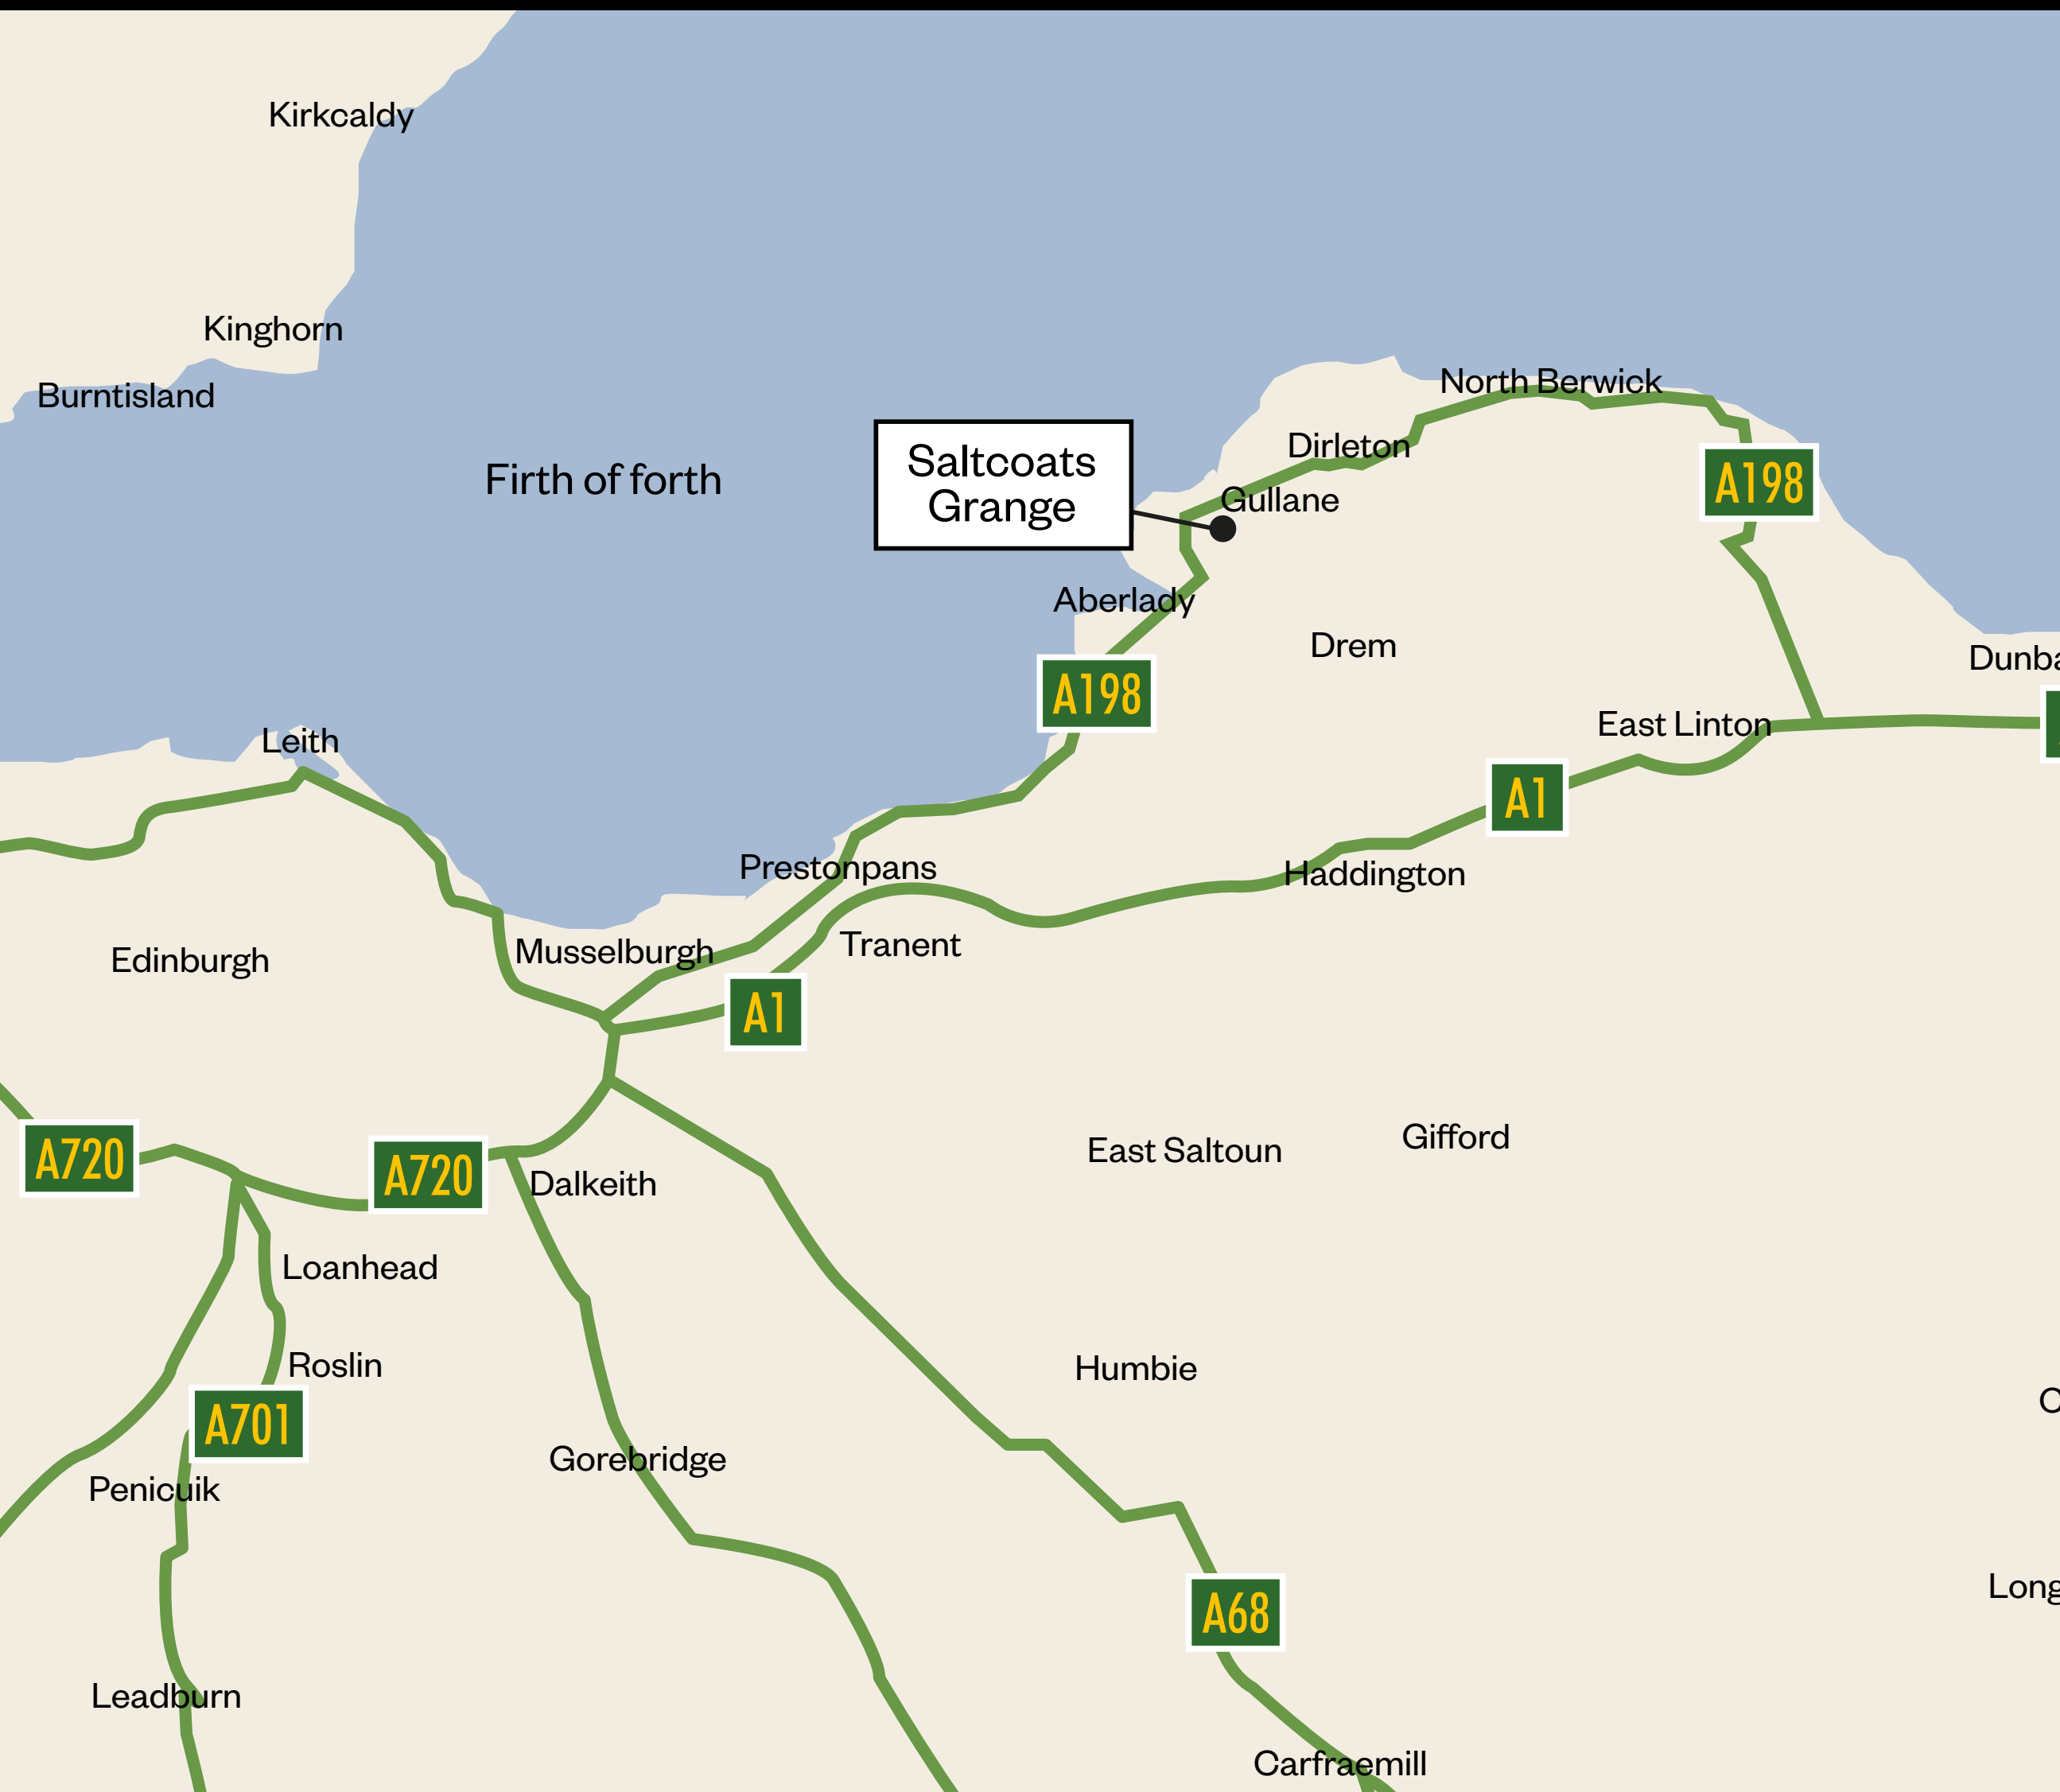 Kirkcaldy
Kinghorn
Burntisland
North Berwick
Dirleton
Saltcoats
Grange
Firth of forth
A198
Gullane
Aberlady
Drem
Dunba
A198
East Linton
Leith
A1
Prestonpans
Haddington
Musselburgh
Tranent
Edinburgh
A1
East Saltoun
Gifford
A720
A720
Dalkeith
Loanhead
Roslin
Humbie
A701
Gorebridge
Penicuik
Long
A68
Leadburn
Carfraemill